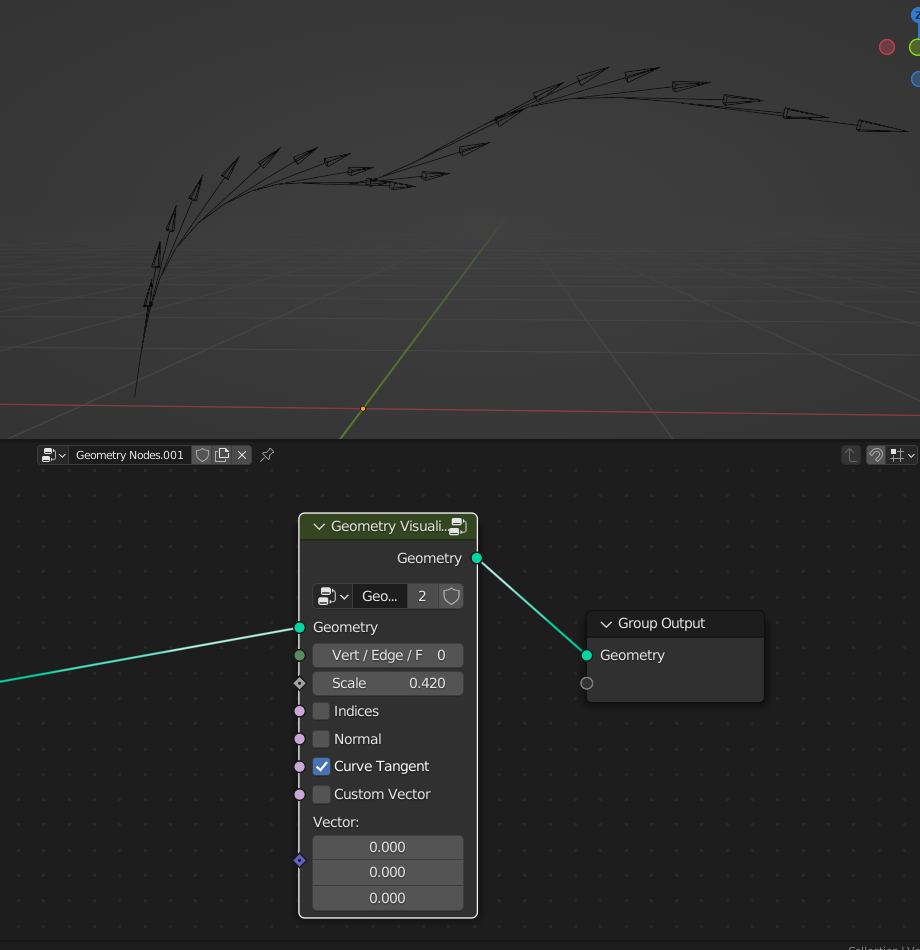 Geometry Nodes.001
Geometry Visuali...
Geometry
Geo... 2
Geometry
Vert / Edge / F 0
Scale 0.420
Indices
Normal
Curve Tangent
Custom Vector
Vector:
0.000
0.000
0.000
Group Output
Geometry